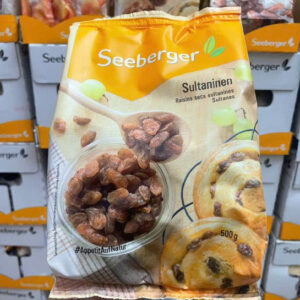 Seeberger
Sultaninen
Raisins secs sultanines
Sultanas
500g
#AppetitAufNatur
Seeberger
Seeberger
Seeberger
Seeberger